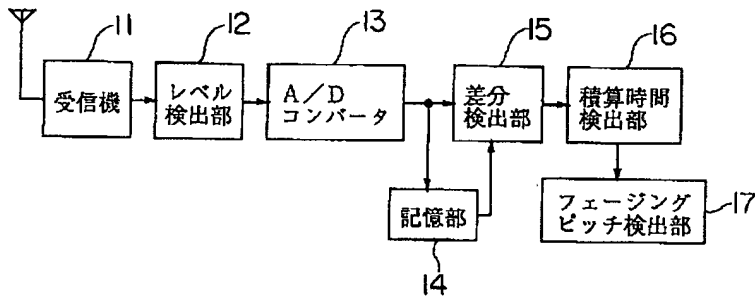 11
12
13
15
16
受信機
レベル
検出部
A/D
コンバータ
差分
検出部
積算時間
検出部
記憶部
14
フェージング
ピッチ検出部
17